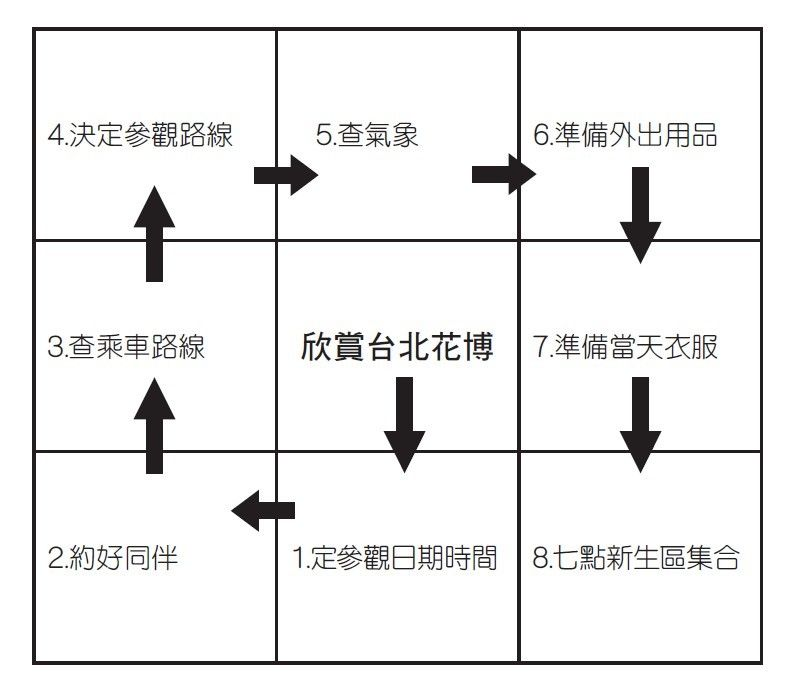 4.決定參觀路線
5.查氣象
6.準備外出用品
3.查乘車路線
欣賞台北花博
7.準備當天衣服
2.約好同伴
1.定參觀日期時間
8.七點新生區集合